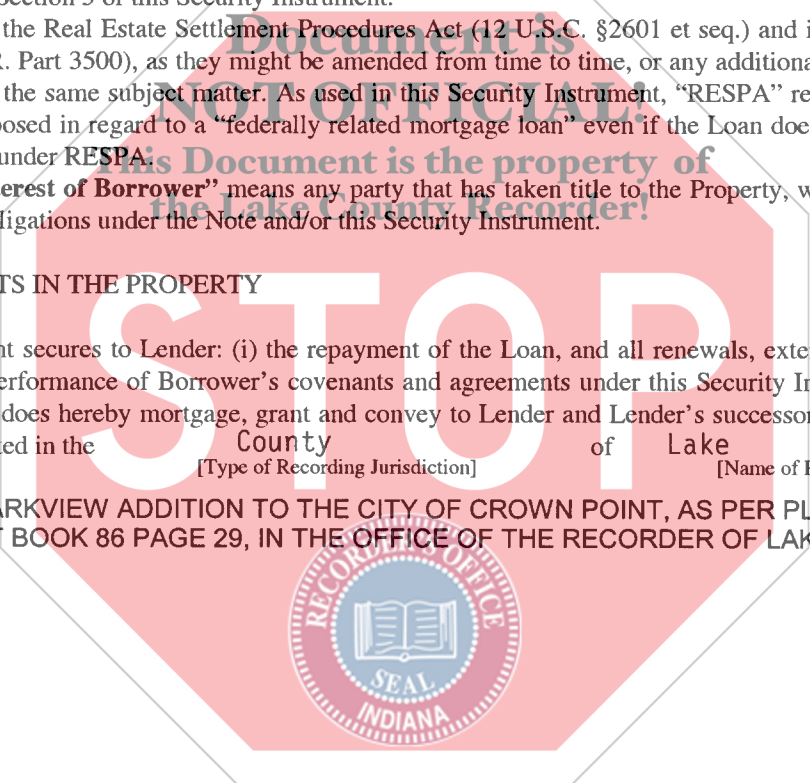 Section 5 of this Security Instrument.
the Real Estate Settlement Procedures Act (12 U.S.C. §2601 et seq.) and
Part 3500), as they might be amended from time to time, or any additiona
the same subject matter. As used in this Security Instrument, “RESPA” re
posed in regard to a “federally related mortgage loan” even if the Loan doe
under RESPA.
erest of Borrower” means any party that has taken title to the Property, w
ligations under the Note and/or this Security Instrument.
Document is
NOT OFFICIAL!
This Document is the property of
the Lake County Recorder!
TS IN THE PROPERTY
STOP
nt secures to Lender: (i) the repayment of the Loan, and all renewals, exte
erformance of Borrower’s covenants and agreements under this Security In
does hereby mortgage, grant and convey to Lender and Lender’s successor
ted in the County of Lake
[Type of Recording Jurisdiction] [Name of
ARKVIEW ADDITION TO THE CITY OF CROWN POINT, AS PER PL
T BOOK 86 PAGE 29, IN THE OFFICE OF THE RECORDER OF LAK
RECORDER'S OFFICE
SEAL
INDIANA